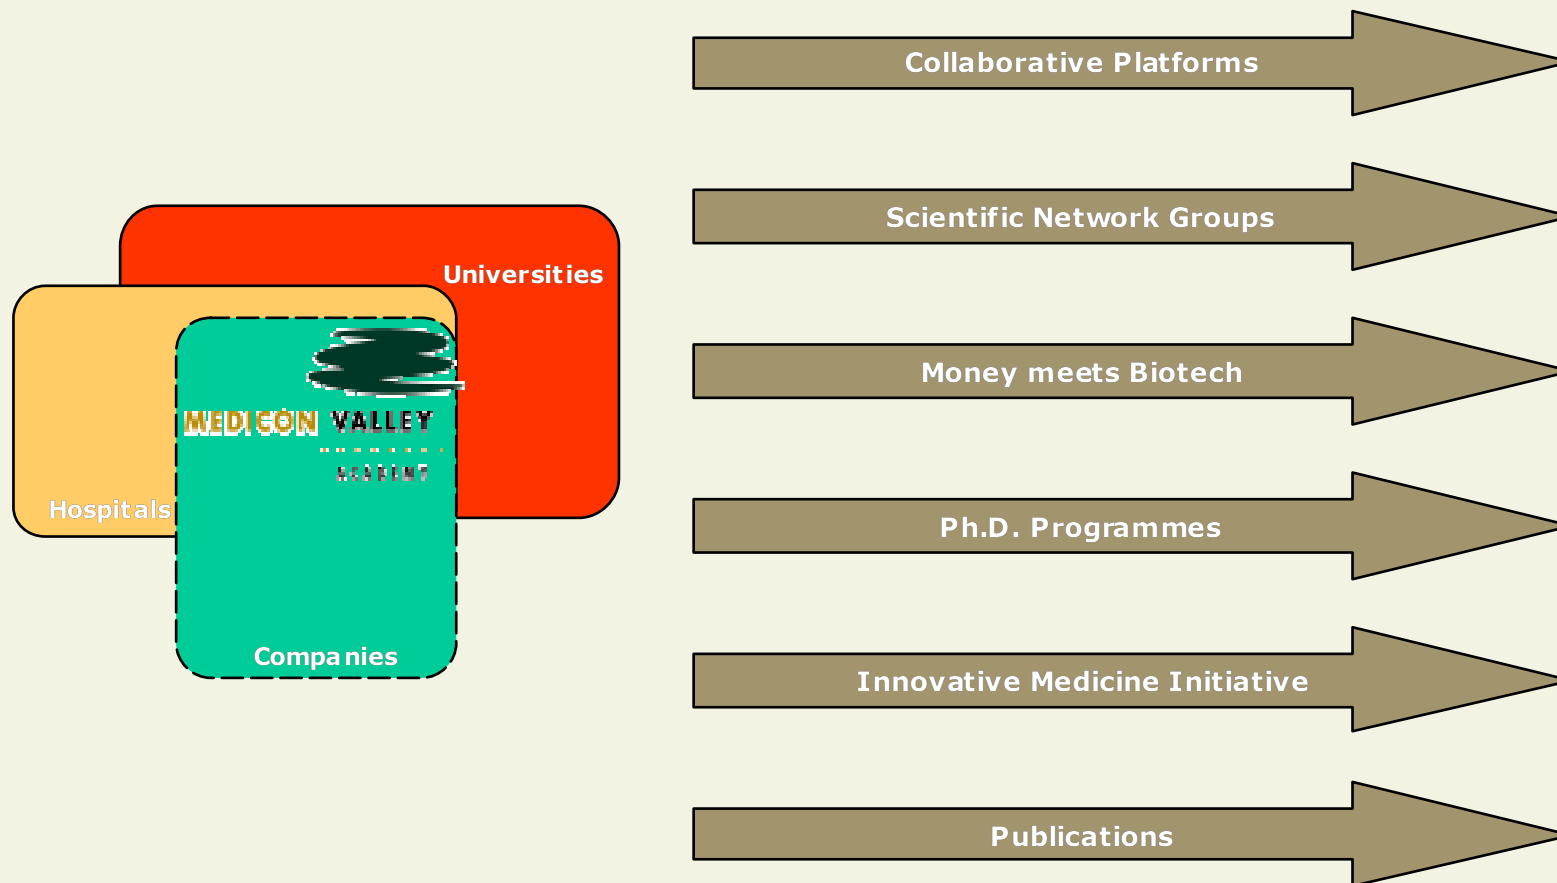 Universities
Hospitals
MEDICON VALLEY
ACADEMY
Companies
Collaborative Platforms
Scientific Network Groups
Money meets Biotech
Ph.D. Programmes
Innovative Medicine Initiative
Publications